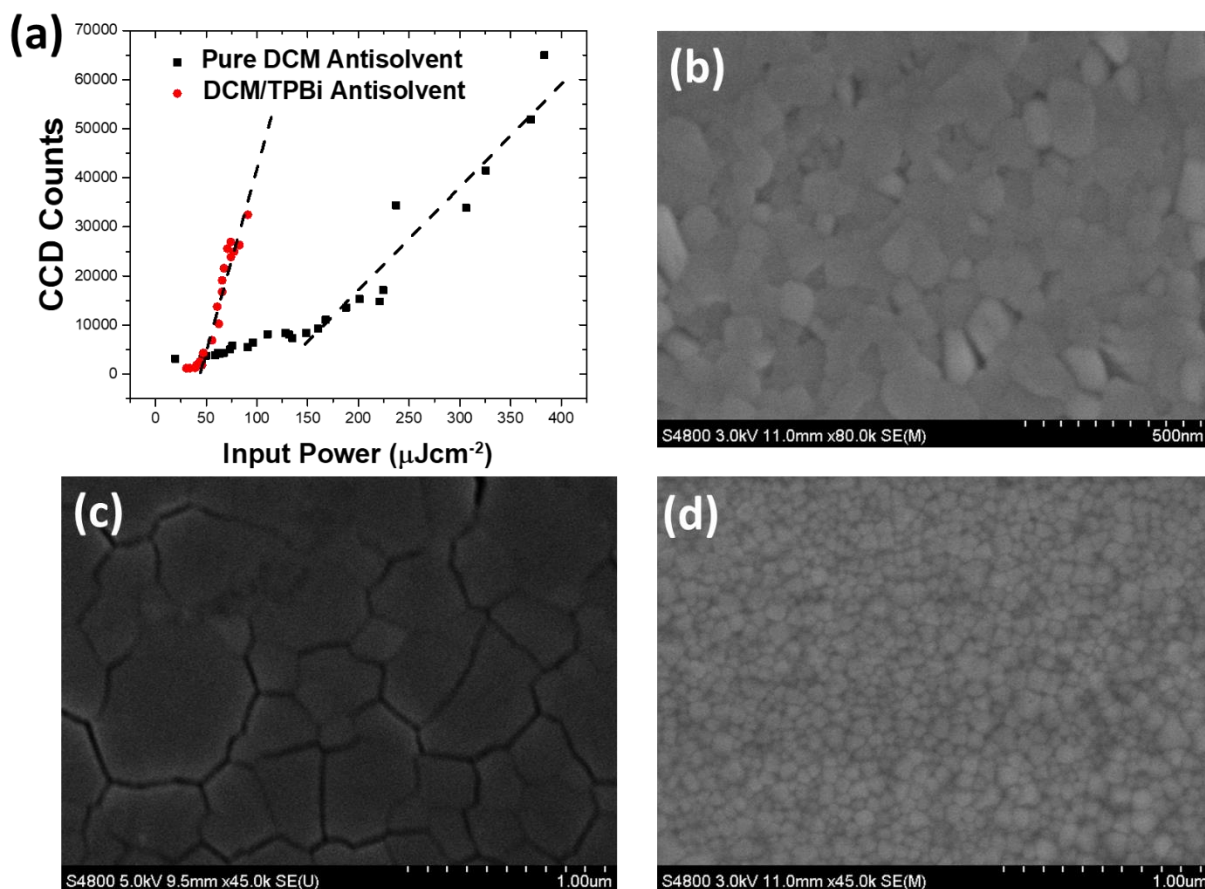 (a)
70000
60000
50000
40000
30000
20000
10000
0
CCD Counts
Pure DCM Antisolvent
DCM/TPBi Antisolvent
0 50 100 150 200 250 300 350 400
Input Power (μJcm⁻²)
(b)
S4800 3.0kV 11.0mm x80.0k SE(M) 500nm
(c)
S4800 5.0kV 9.5mm x45.0k SE(U) 1.00um
(d)
S4800 3.0kV 11.0mm x45.0k SE(M) 1.00um